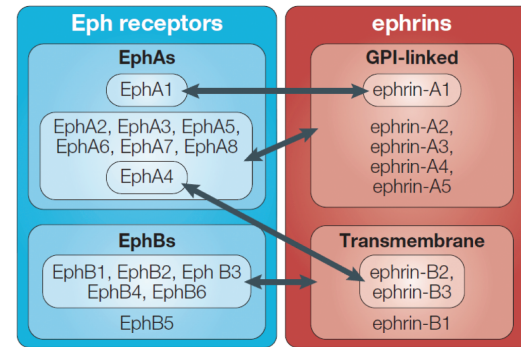 Eph receptors
EphAs
EphA1
EphA2, EphA3, EphA5,
EphA6, EphA7, EphA8
EphA4
EphBs
EphB1, EphB2, Eph B3
EphB4, EphB6
EphB5
ephrins
GPI-linked
ephrin-A1
ephrin-A2,
ephrin-A3,
ephrin-A4,
ephrin-A5
Transmembrane
ephrin-B2,
ephrin-B3
ephrin-B1